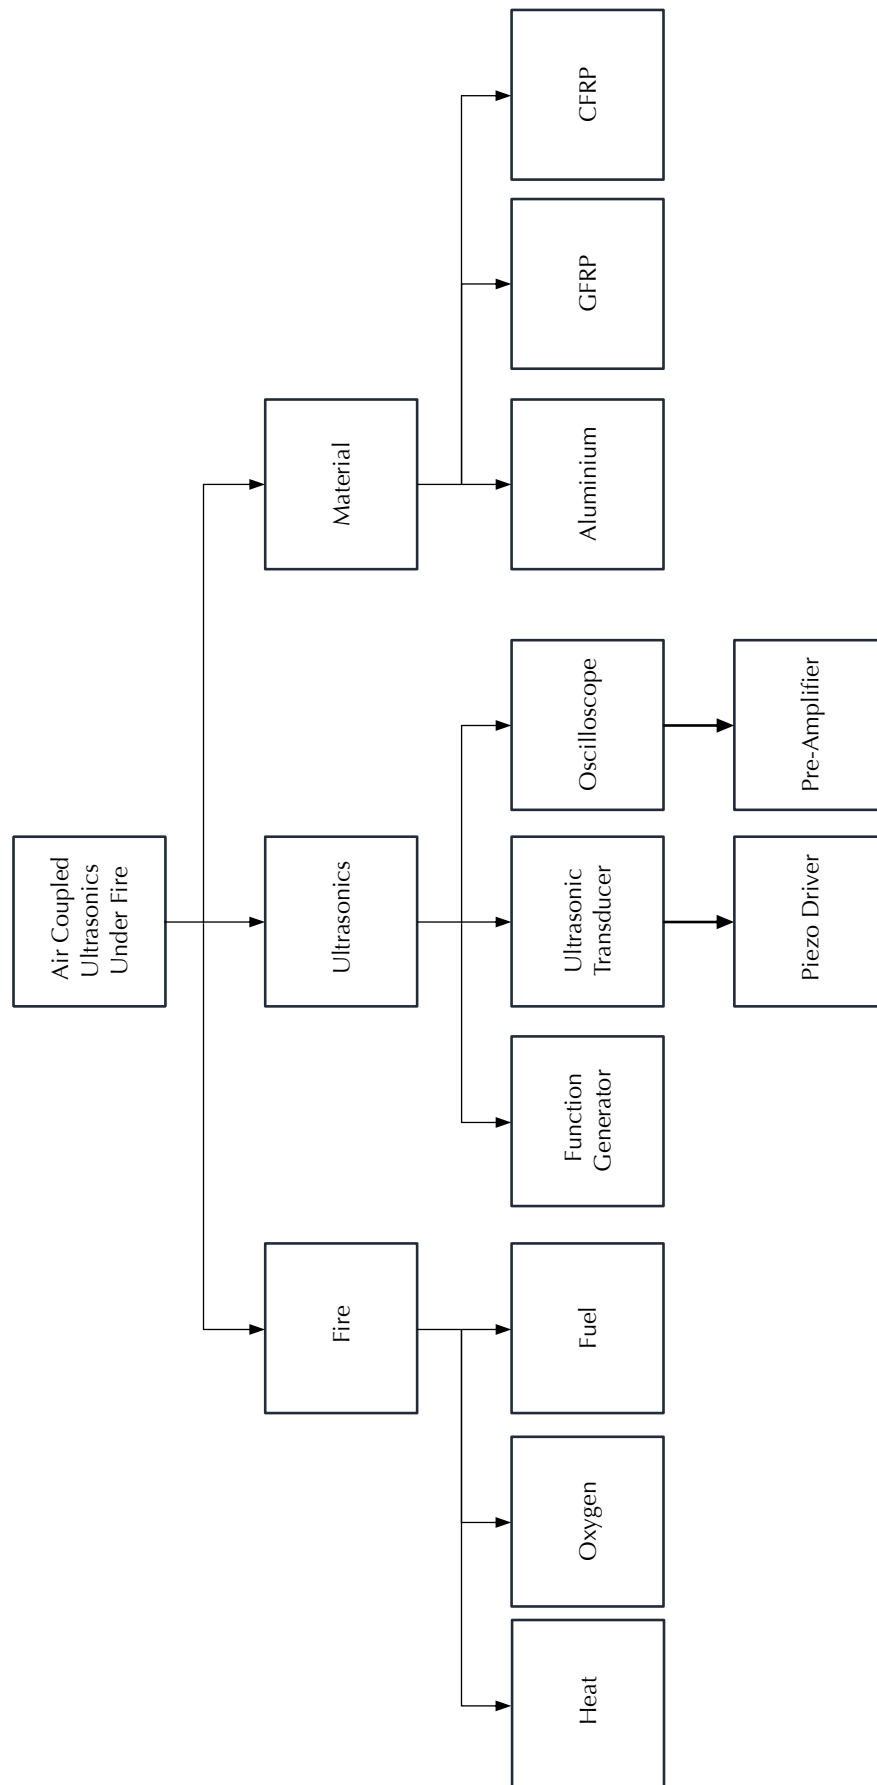 Air Coupled
Ultrasonics
Under Fire
Fire
Ultrasonics
Material
Heat
Oxygen
Fuel
Function
Generator
Ultrasonic
Transducer
Oscilloscope
Aluminium
GFRP
CFRP
Piezo Driver
Pre-Amplifier